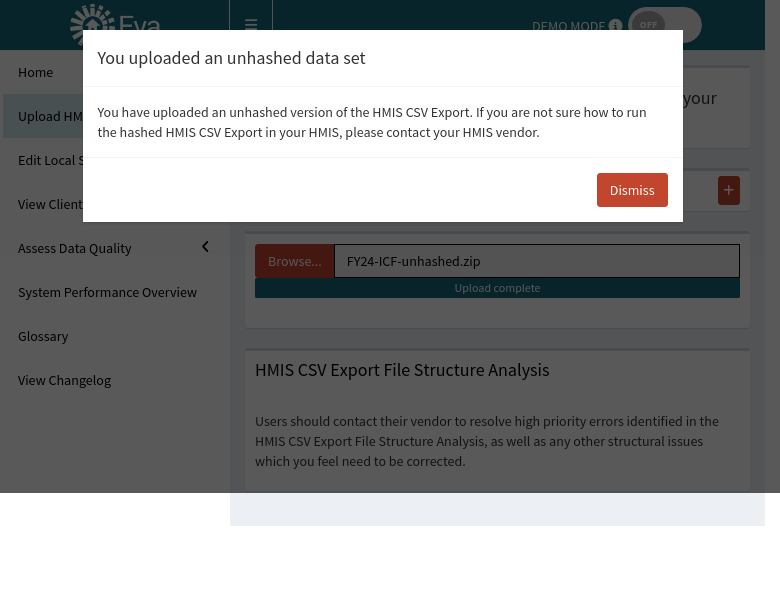 Eva
DEMO MODE
OFF
You uploaded an unhashed data set
You have uploaded an unhashed version of the HMIS CSV Export. If you are not sure how to run
the hashed HMIS CSV Export in your HMIS, please contact your HMIS vendor.
Dismiss
Home
Upload HM
Edit Local S
View Client
Assess Data Quality
System Performance Overview
Glossary
View Changelog
your
+
Browse...
FY24-ICF-unhashed.zip
Upload complete
HMIS CSV Export File Structure Analysis
Users should contact their vendor to resolve high priority errors identified in the
HMIS CSV Export File Structure Analysis, as well as any other structural issues
which you feel need to be corrected.